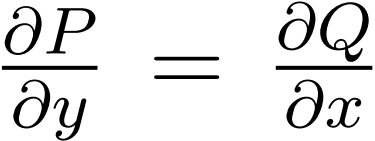 ∂P/∂y = ∂Q/∂x